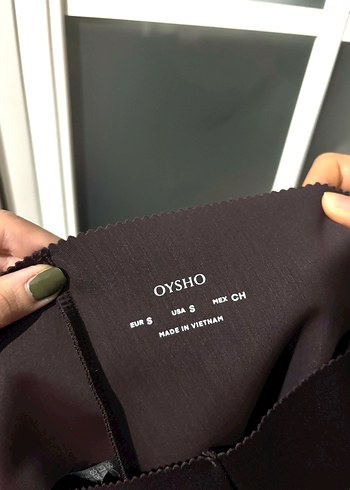 OYSHO
EUR S USA S MEX CH
MADE IN VIETNAM